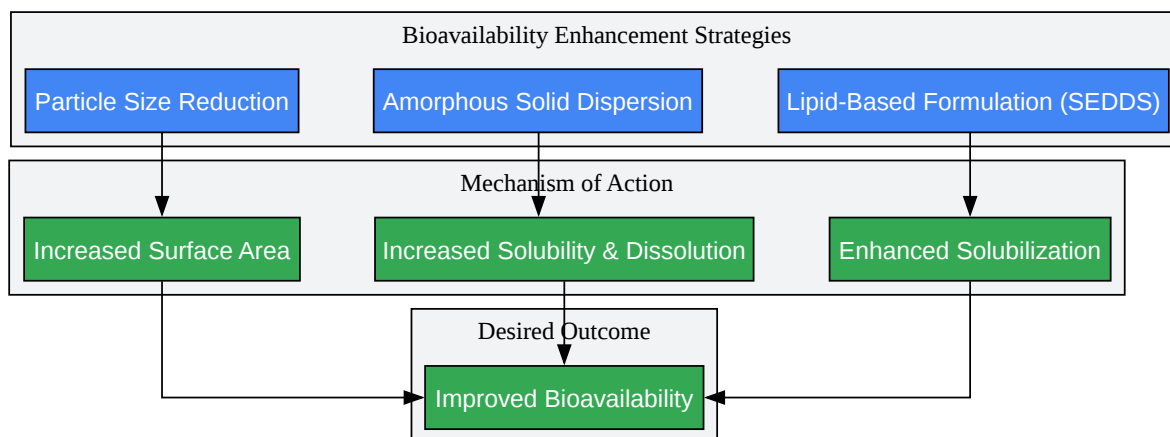 Bioavailability Enhancement Strategies
Particle Size Reduction
Amorphous Solid Dispersion
Lipid-Based Formulation (SEDDS)
Mechanism of Action
Increased Surface Area
Increased Solubility & Dissolution
Enhanced Solubilization
Desired Outcome
Improved Bioavailability